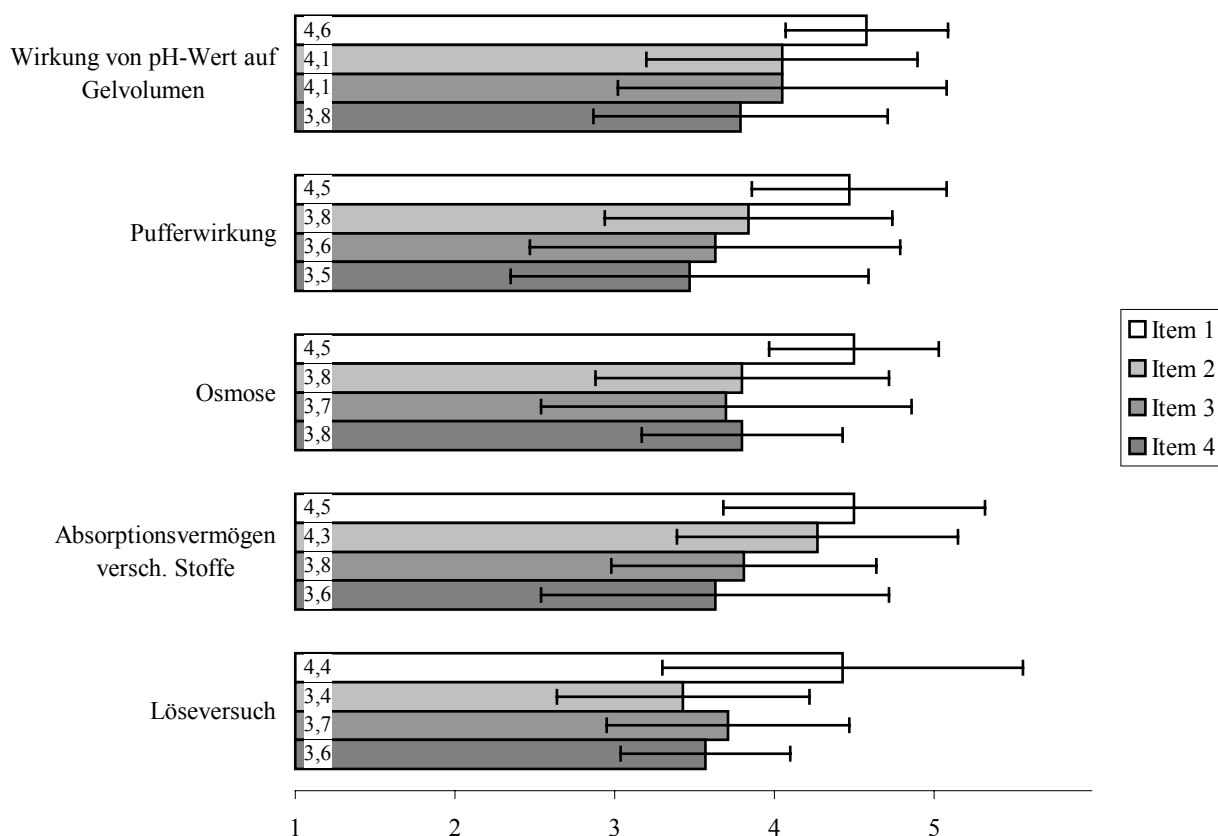 4,6
Wirkung von pH-Wert auf
4,1
Gelvolumen
4,1
3,8
4,5
3,8
Pufferwirkung
3,6
3,5
4,5
3,8
Osmose
3,7
3,8
4,5
Absorptionsvermögen
4,3
versch. Stoffe
3,8
3,6
4,4
3,4
Löseversuch
3,7
3,6
1 2 3 4 5
Item 1
Item 2
Item 3
Item 4